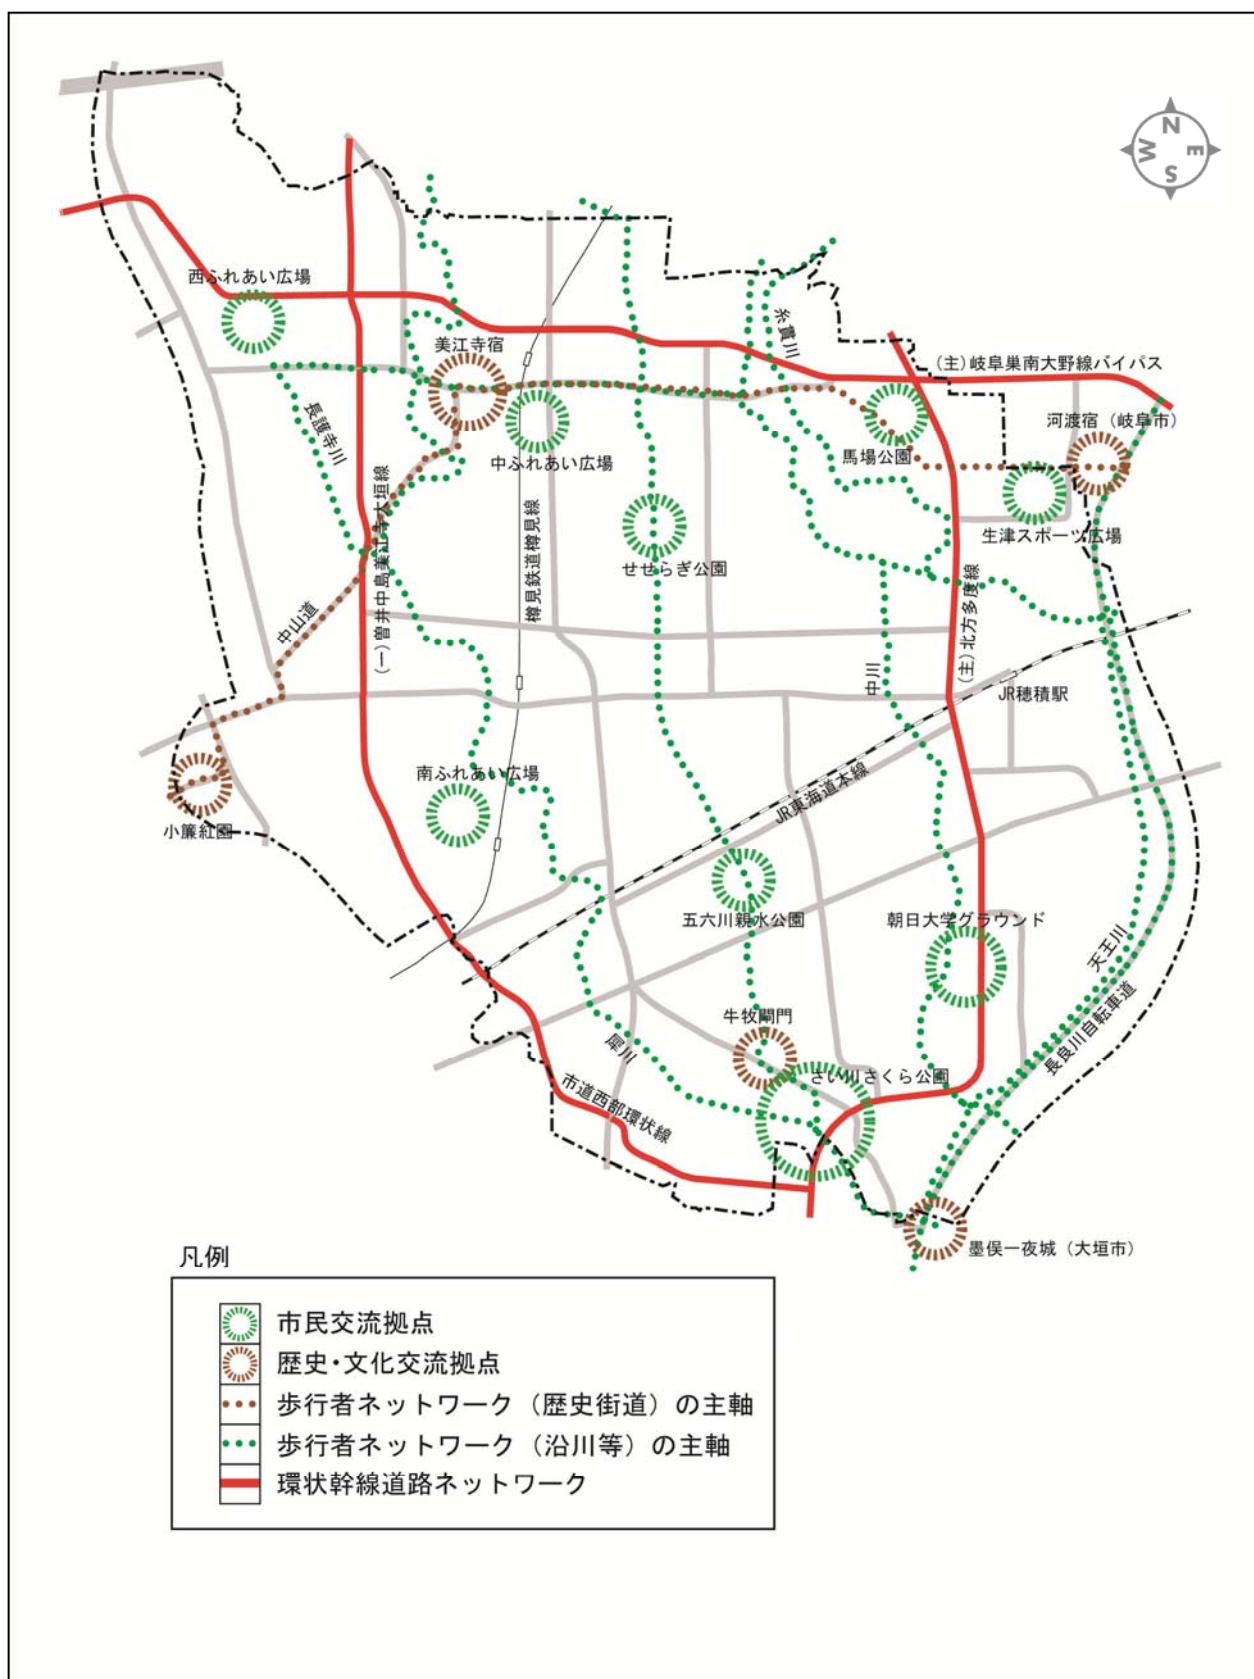 N
W
E
S
西ふれあい広場
美江寺宿
糸貫川
(主)岐阜巣南大野線バイパス
河渡宿(岐阜市)
長護寺川
中ふれあい広場
馬場公園
生津スポーツ広場
せせらぎ公園
樽見鉄道樽見線
(一)曽井中島美江寺大垣線
中山道
(主)北方多度線
中川
JR穂積駅
南ふれあい広場
JR東海道本線
小簾紅園
五六川親水公園
朝日大学グラウンド
天王川
長良川自転車道
牛牧閘門
犀川
さい川さくら公園
市道西部環状線
墨俣一夜城(大垣市)
凡例
市民交流拠点
歴史・文化交流拠点
歩行者ネットワーク(歴史街道)の主軸
歩行者ネットワーク(沿川等)の主軸
環状幹線道路ネットワーク